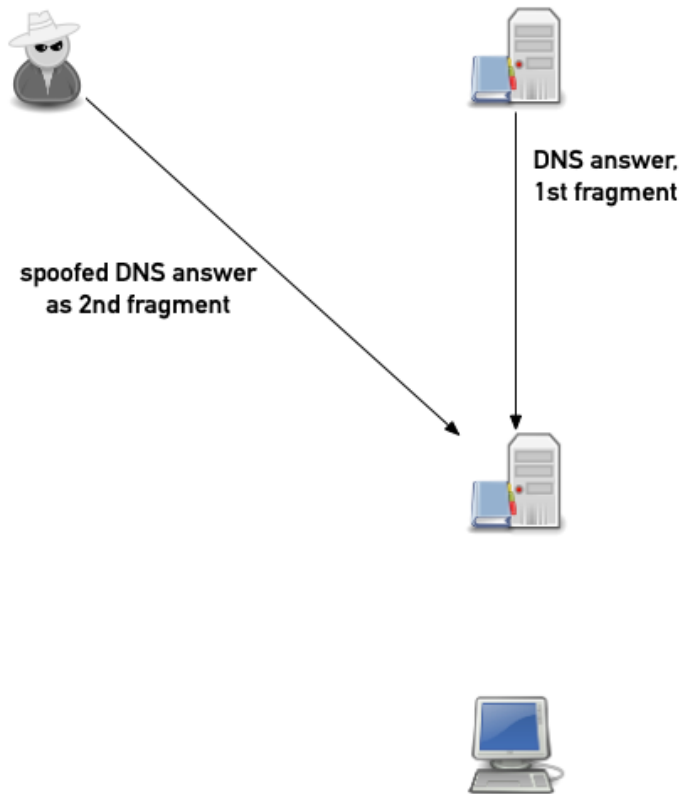 DNS answer,
1st fragment
spoofed DNS answer
as 2nd fragment